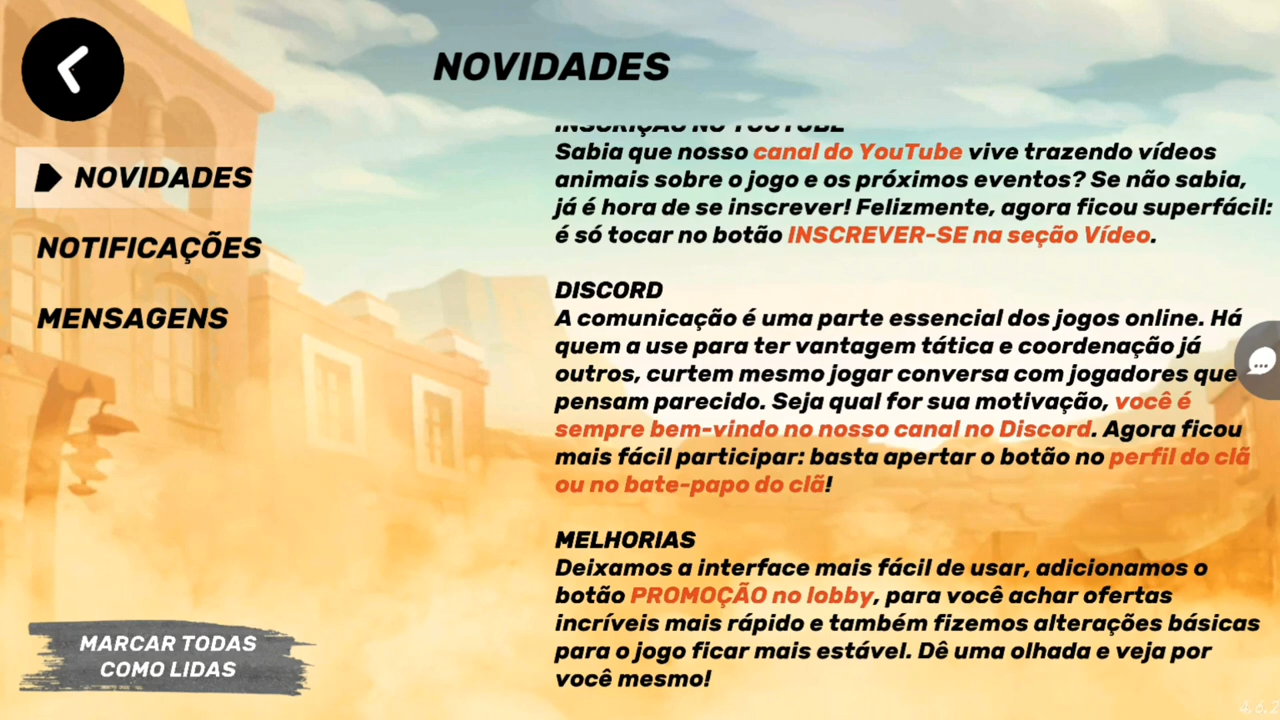 NOVIDADES
NOVIDADES
NOTIFICAÇÕES
MENSAGENS
MARCAR TODAS
COMO LIDAS
INSCRIÇÃO NO YOUTUBE
Sabia que nosso canal do YouTube vive trazendo vídeos
animais sobre o jogo e os próximos eventos? Se não sabia,
já é hora de se inscrever! Felizmente, agora ficou superfácil:
é só tocar no botão INSCREVER-SE na seção Vídeo.
DISCORD
A comunicação é uma parte essencial dos jogos online. Há
quem a use para ter vantagem tática e coordenação já
outros, curtem mesmo jogar conversa com jogadores que
pensam parecido. Seja qual for sua motivação, você é
sempre bem-vindo no nosso canal no Discord. Agora ficou
mais fácil participar: basta apertar o botão no perfil do clã
ou no bate-papo do clã!
MELHORIAS
Deixamos a interface mais fácil de usar, adicionamos o
botão PROMOÇÃO no lobby, para você achar ofertas
incríveis mais rápido e também fizemos alterações básicas
para o jogo ficar mais estável. Dê uma olhada e veja por
você mesmo!